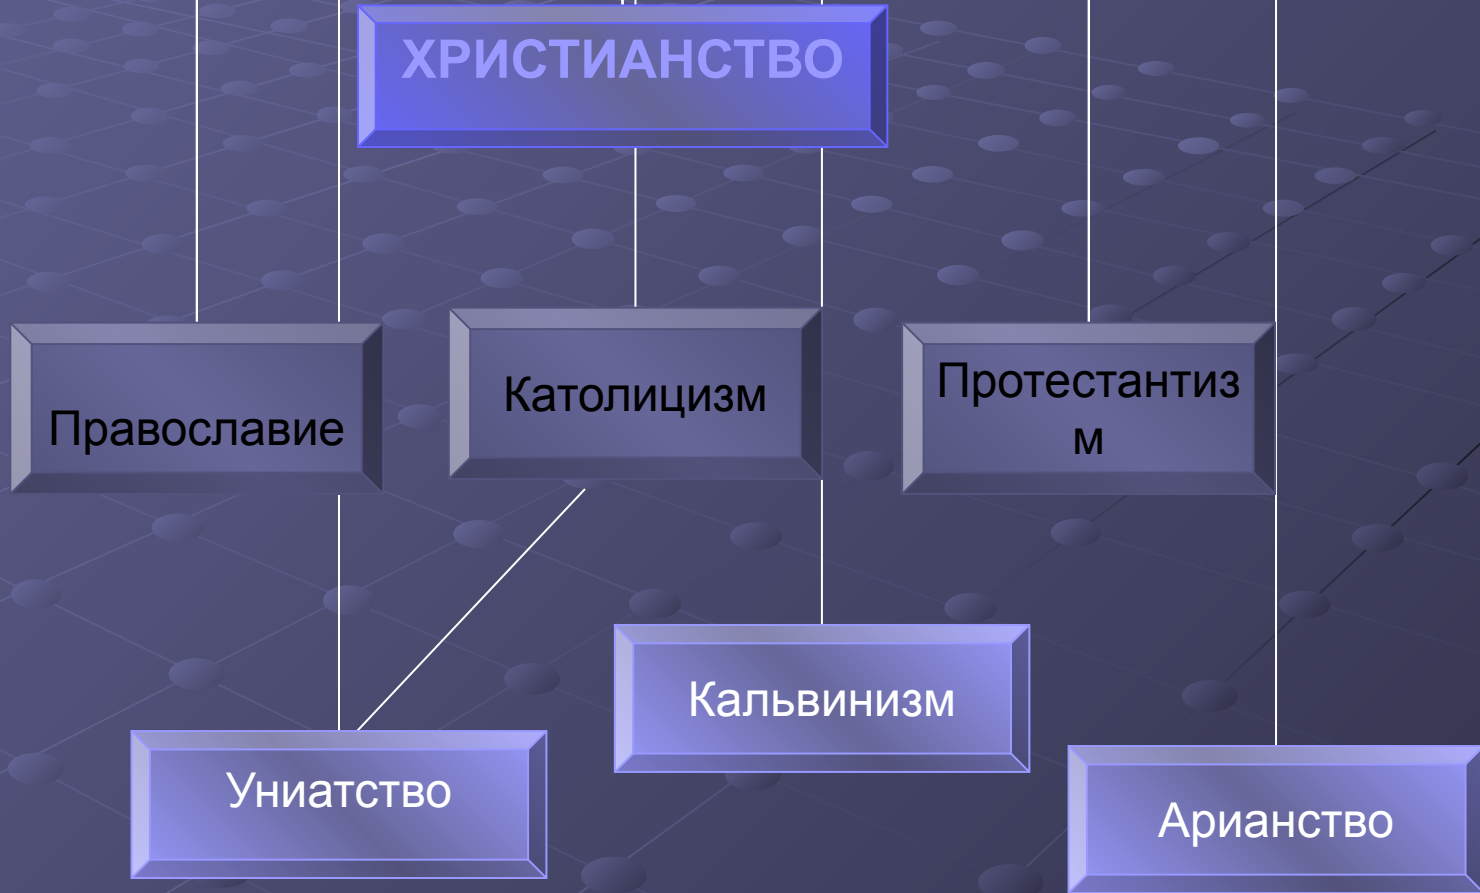 ХРИСТИАНСТВО
Православие
Католицизм
Протестантиз
м
Кальвинизм
Униатство
Арианство